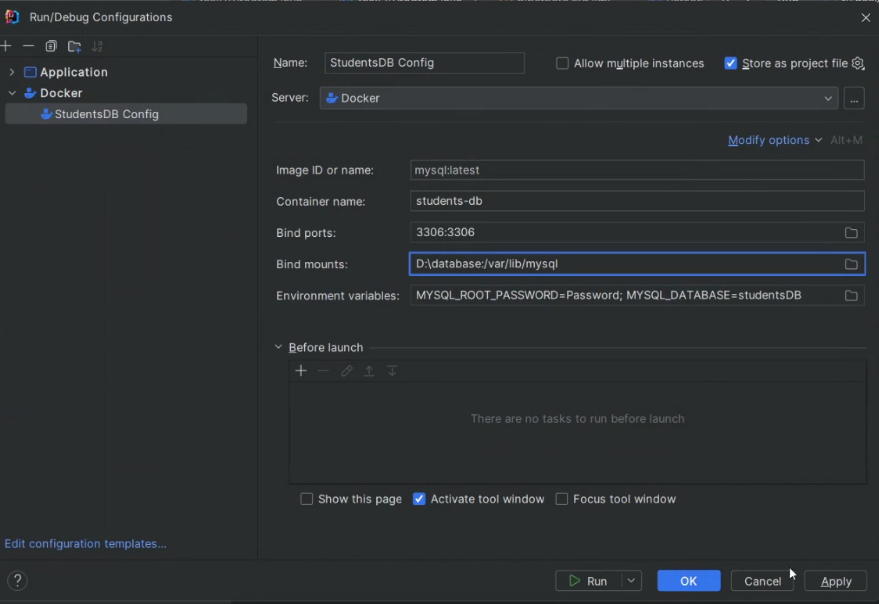 Run/Debug Configurations
Name: StudentsDB Config Allow multiple instances Store as project file
Application
Docker
StudentsDB Config
Server: Docker ...
Modify options Alt+M
Image ID or name: mysql:latest
Container name: students-db
Bind ports: 3306:3306
Bind mounts: D:\database:/var/lib/mysql
Environment variables: MYSQL_ROOT_PASSWORD=Password; MYSQL_DATABASE=studentsDB
Before launch
There are no tasks to run before launch
Show this page Activate tool window Focus tool window
Edit configuration templates...
? Run OK Cancel Apply